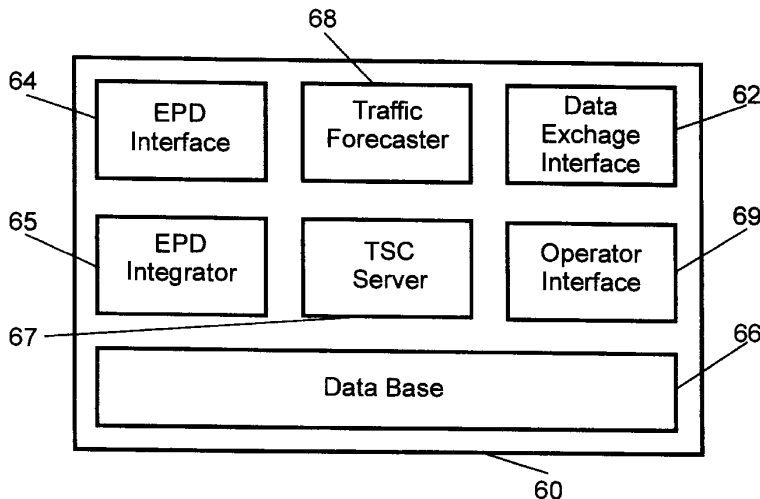 68
64
EPD
Interface
Traffic
Forecaster
Data
Exchage
Interface
62
65
EPD
Integrator
TSC
Server
Operator
Interface
69
67
66
Data Base
60